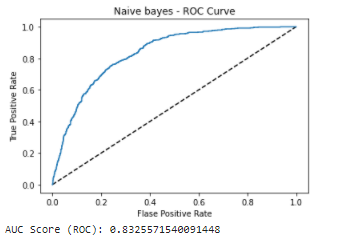 Naive bayes - ROC Curve
1.0
0.8
0.6
0.4
0.2
0.0
True Positive Rate
0.0 0.2 0.4 0.6 0.8 1.0
Flase Positive Rate
AUC Score (ROC): 0.8325571540091448